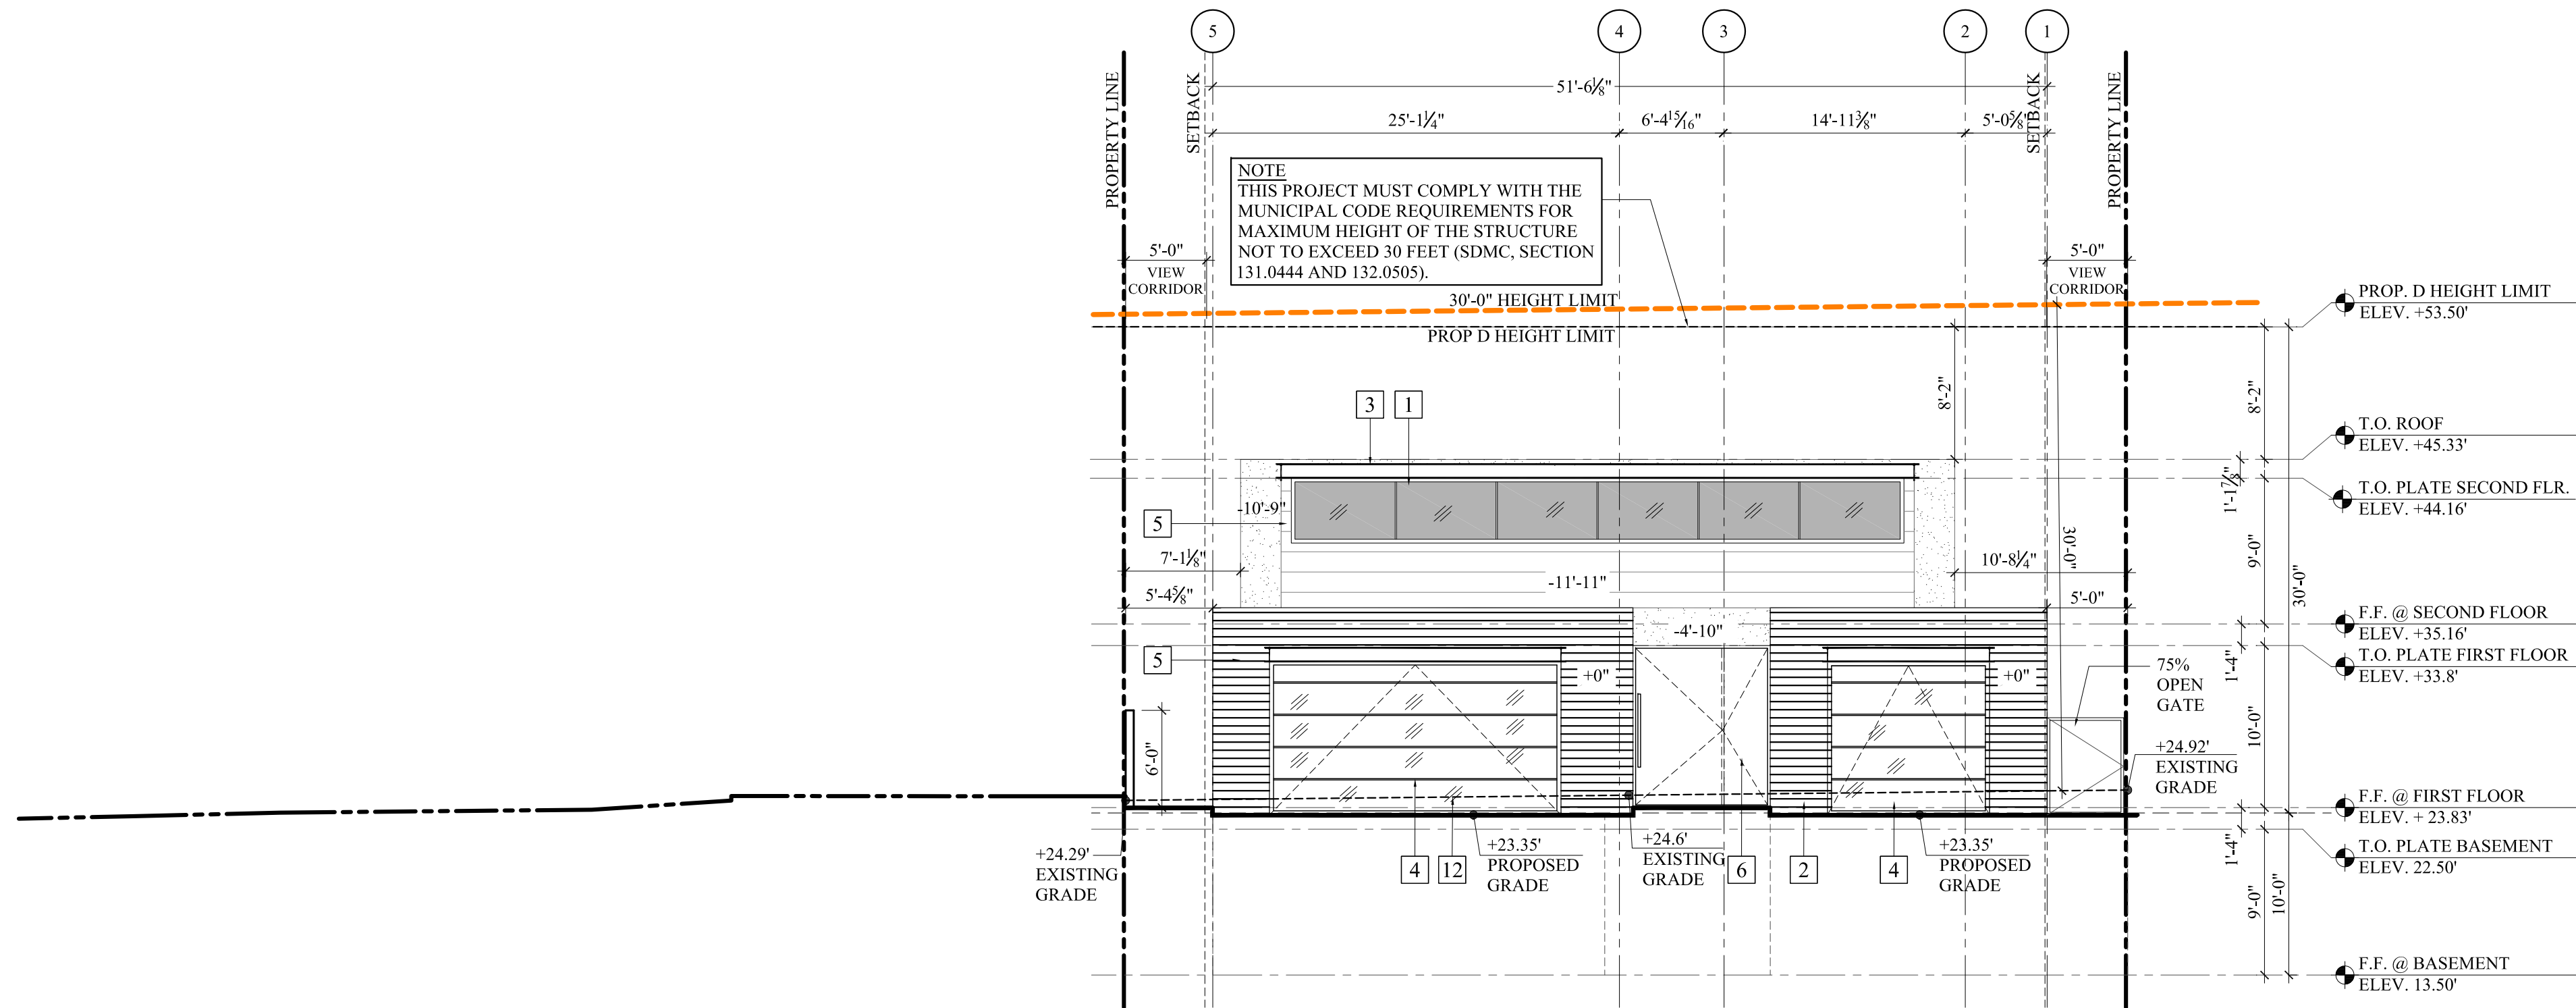 5
4
3
2
1
PROPERTY LINE
SETBACK
SETBACK
PROPERTY LINE
51'-6⅛"
25'-1¼"
6'-4¹⁵⁄₁₆"
14'-11⅜"
5'-0⅝"
NOTE
THIS PROJECT MUST COMPLY WITH THE
MUNICIPAL CODE REQUIREMENTS FOR
MAXIMUM HEIGHT OF THE STRUCTURE
NOT TO EXCEED 30 FEET (SDMC, SECTION
131.0444 AND 132.0505).
5'-0"
VIEW
CORRIDOR
5'-0"
VIEW
CORRIDOR
30'-0" HEIGHT LIMIT
PROP D HEIGHT LIMIT
PROP. D HEIGHT LIMIT
ELEV. +53.50'
8'-2"
8'-2"
3
1
T.O. ROOF
ELEV. +45.33'
1'-1⅞"
T.O. PLATE SECOND FLR.
ELEV. +44.16'
5
-10'-9"
7'-1⅛"
-11'-11"
10'-8¼"
30'-0"
9'-0"
30'-0"
5'-4⅝"
5'-0"
F.F. @ SECOND FLOOR
ELEV. +35.16'
-4'-10"
5
+0"
+0"
1'-4"
T.O. PLATE FIRST FLOOR
ELEV. +33.8'
75%
OPEN
GATE
6'-0"
10'-0"
+24.92'
EXISTING
GRADE
F.F. @ FIRST FLOOR
ELEV. + 23.83'
+24.29'
EXISTING
GRADE
4
12
+23.35'
PROPOSED
GRADE
+24.6'
EXISTING
GRADE
6
2
4
+23.35'
PROPOSED
GRADE
1'-4"
T.O. PLATE BASEMENT
ELEV. 22.50'
9'-0"
10'-0"
F.F. @ BASEMENT
ELEV. 13.50'